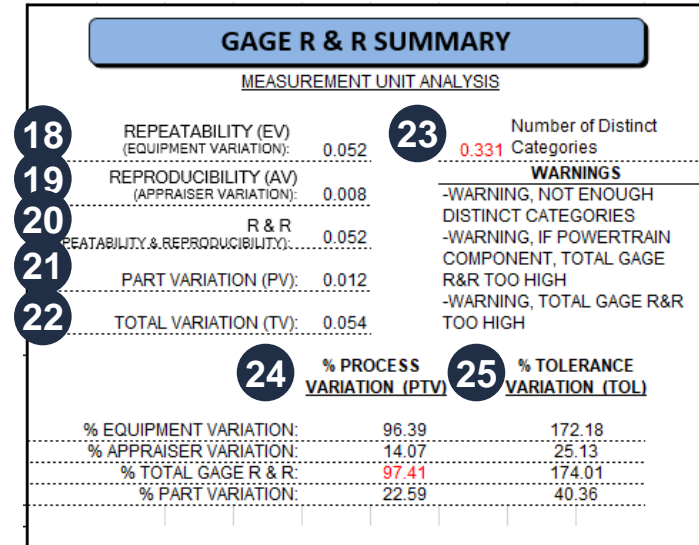 GAGE R & R SUMMARY
MEASUREMENT UNIT ANALYSIS
18 REPEATABILITY (EV)
(EQUIPMENT VARIATION): 0.052
19 REPRODUCIBILITY (AV)
(APPRAISER VARIATION): 0.008
20 R & R
PEATABILITY & REPRODUCIBILITY): 0.052
21 PART VARIATION (PV): 0.012
22 TOTAL VARIATION (TV): 0.054
23 Number of Distinct
0.331 Categories
WARNINGS
-WARNING, NOT ENOUGH
DISTINCT CATEGORIES
-WARNING, IF POWERTRAIN
COMPONENT, TOTAL GAGE
R&R TOO HIGH
-WARNING, TOTAL GAGE R&R
TOO HIGH
24 % PROCESS 25 % TOLERANCE
VARIATION (PTV) VARIATION (TOL)
% EQUIPMENT VARIATION: 96.39 172.18
% APPRAISER VARIATION: 14.07 25.13
% TOTAL GAGE R & R: 97.41 174.01
% PART VARIATION: 22.59 40.36